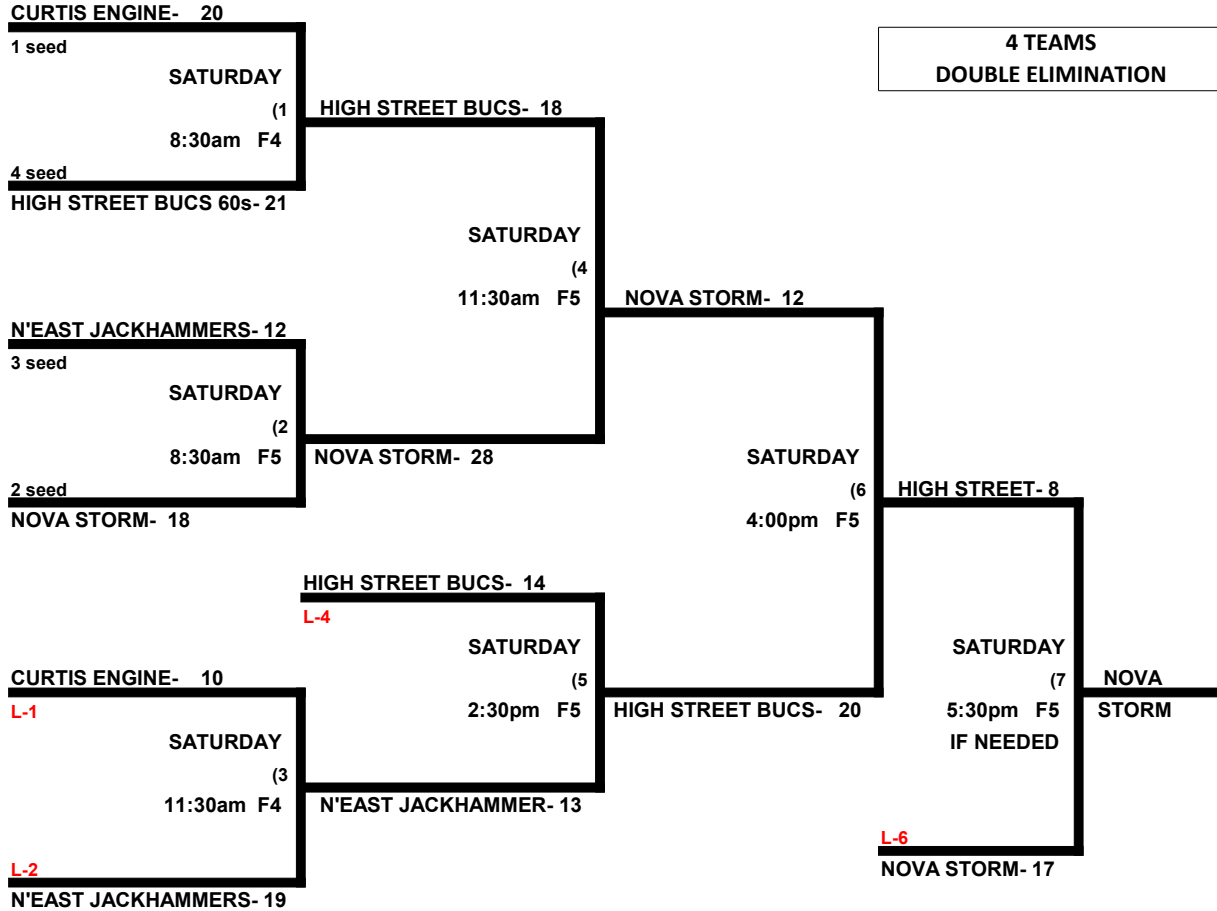 CURTIS ENGINE- 20
1 seed
4 TEAMS
DOUBLE ELIMINATION
SATURDAY
(1
8:30am F4
HIGH STREET BUCS- 18
4 seed
HIGH STREET BUCS 60s- 21
SATURDAY
(4
11:30am F5
NOVA STORM- 12
N'EAST JACKHAMMERS- 12
3 seed
SATURDAY
(2
8:30am F5
NOVA STORM- 28
2 seed
NOVA STORM- 18
SATURDAY
(6
4:00pm F5
HIGH STREET- 8
HIGH STREET BUCS- 14
L-4
SATURDAY
(5
2:30pm F5
HIGH STREET BUCS- 20
CURTIS ENGINE- 10
L-1
SATURDAY
(3
11:30am F4
N'EAST JACKHAMMER- 13
L-2
N'EAST JACKHAMMERS- 19
SATURDAY
(7
5:30pm F5
IF NEEDED
NOVA
STORM
L-6
NOVA STORM- 17